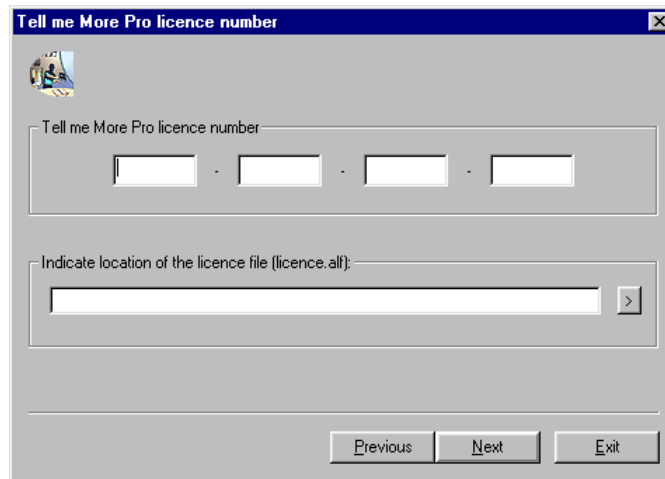 Tell me More Pro licence number
Tell me More Pro licence number
- - -
Indicate location of the licence file (licence.alf):
>
Previous Next Exit